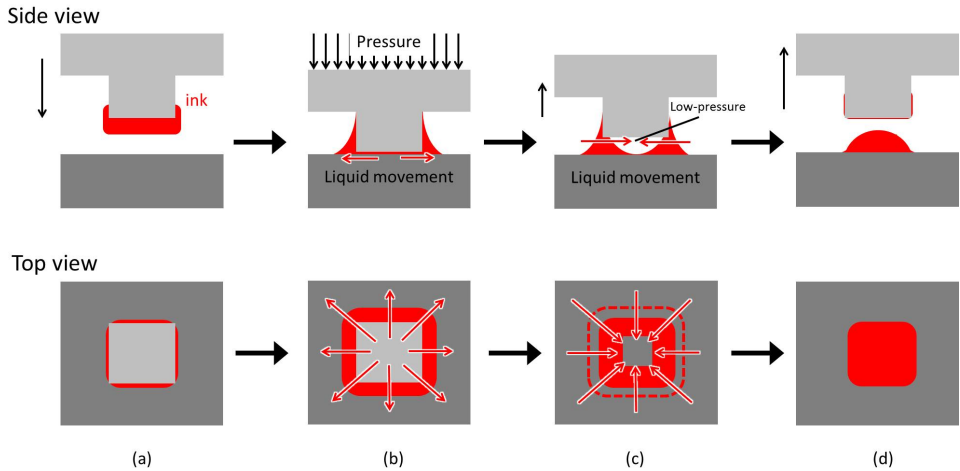 Side view
Pressure
ink
Low-pressure
Liquid movement
Liquid movement
Top view
(a)
(b)
(c)
(d)